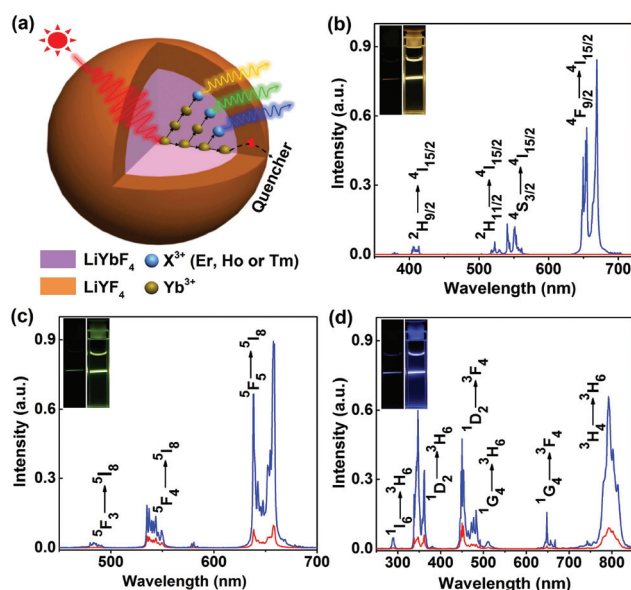 (a)
Quencher
LiYbF₄ X³⁺ (Er, Ho or Tm)
LiYF₄ Yb³⁺
(b)
Intensity (a.u.)
0.9
0.6
0.3
0.0
⁴I₁₅/₂
²H₉/₂
⁴I₁₅/₂
²H₁₁/₂
⁴I₁₅/₂
⁴S₃/₂
⁴I₁₅/₂
⁴F₉/₂
400 500 600 700
Wavelength (nm)
(c)
Intensity (a.u.)
0.9
0.6
0.3
0.0
⁵I₈
⁵F₃
⁵I₈
⁵F₄
⁵I₈
⁵F₅
500 600 700
Wavelength (nm)
(d)
Intensity (a.u.)
0.9
0.6
0.3
0.0
³H₆
¹I₆
³H₆
¹D₂
³F₄
¹D₂
³H₆
¹G₄
³F₄
¹G₄
³H₆
³H₄
300 400 500 600 700 800
Wavelength (nm)